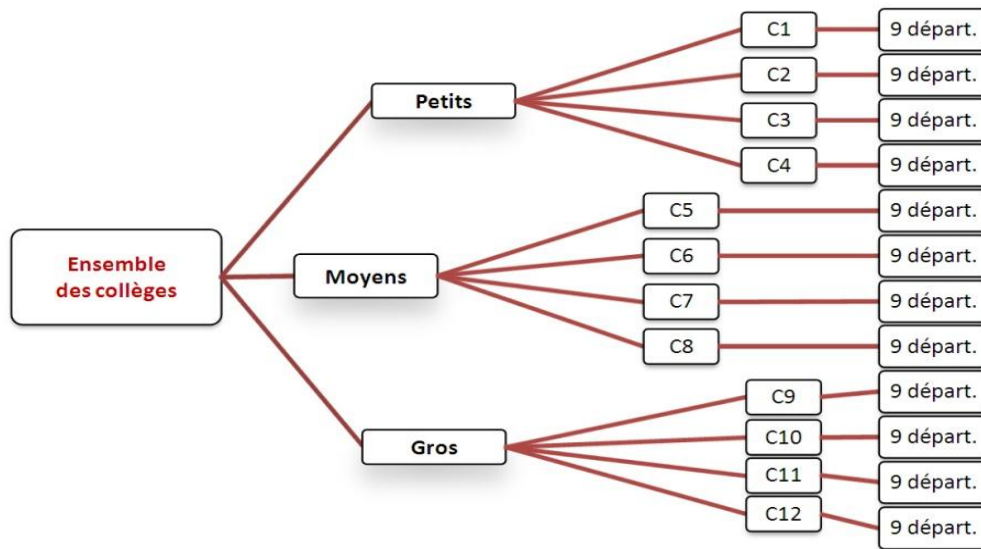 Ensemble
des collèges
Petits
C1
9 départ.
C2
9 départ.
C3
9 départ.
C4
9 départ.
Moyens
C5
9 départ.
C6
9 départ.
C7
9 départ.
C8
9 départ.
Gros
C9
9 départ.
C10
9 départ.
C11
9 départ.
C12
9 départ.